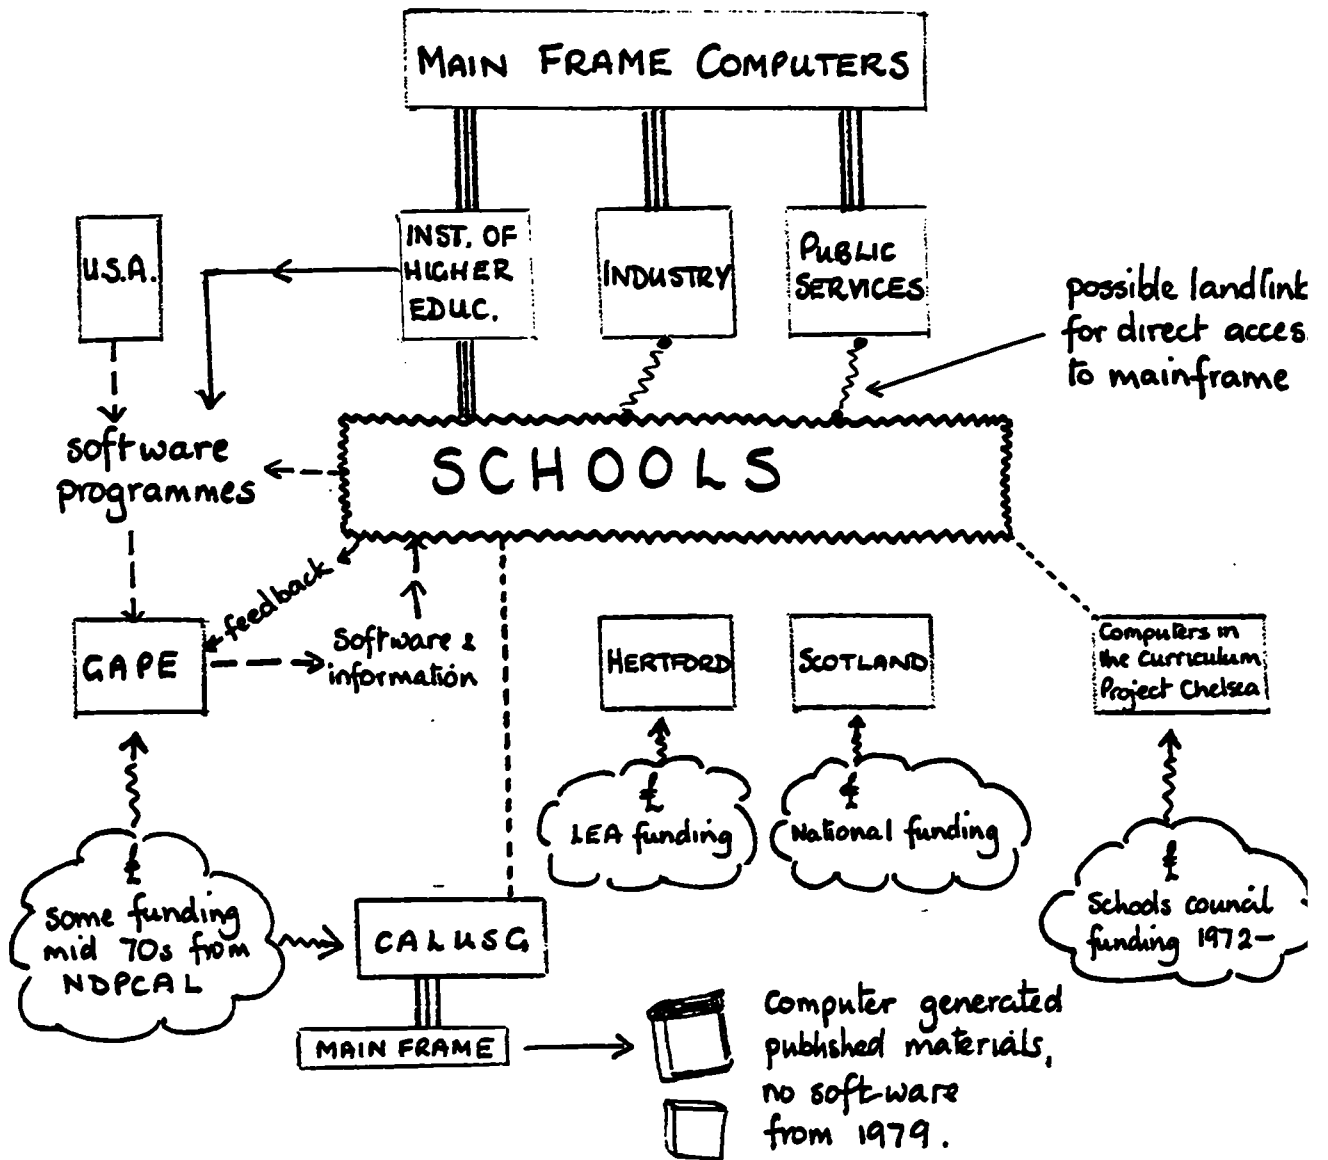 MAIN FRAME COMPUTERS
U.S.A.
INST. OF
HIGHER
EDUC.
INDUSTRY
PUBLIC
SERVICES
possible landlink
for direct acces
to mainframe
software
programmes
SCHOOLS
feedback
GAPE
Software &
information
HERTFORD
SCOTLAND
Computers in
the Curriculum
Project Chelsea
£
LEA funding
£
National funding
£
Some funding
mid 70s from
NDPCAL
£
Schools council
funding 1972-
CALUSG
MAIN FRAME
Computer generated
published materials,
no software
from 1979.